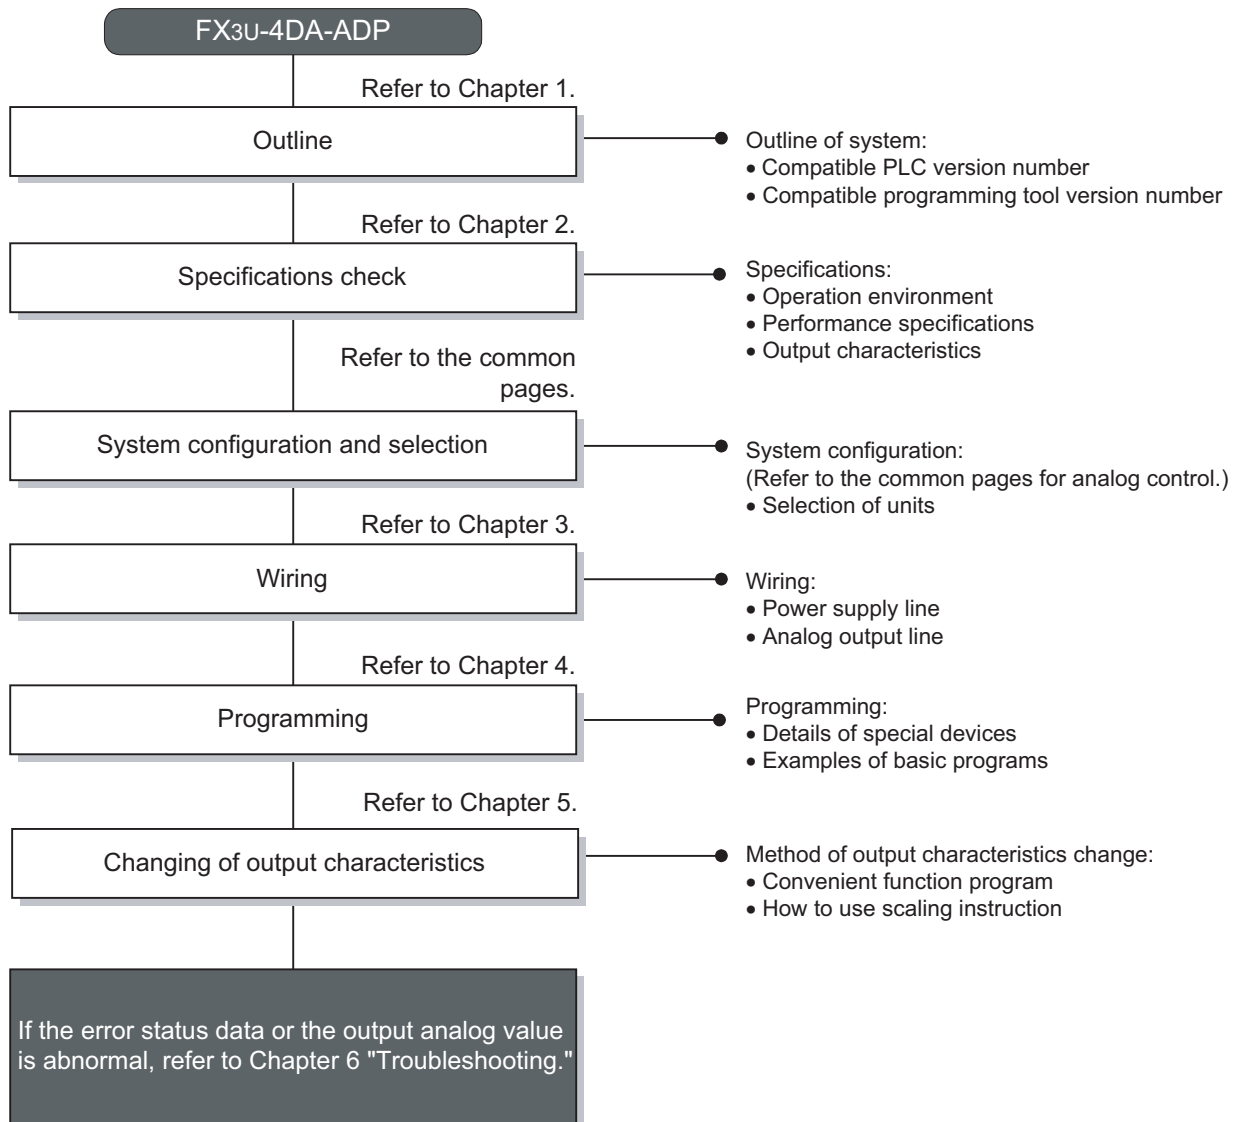 FX3U-4DA-ADP
Refer to Chapter 1.
Outline
Outline of system:
• Compatible PLC version number
• Compatible programming tool version number
Refer to Chapter 2.
Specifications check
Specifications:
• Operation environment
• Performance specifications
• Output characteristics
Refer to the common
pages.
System configuration and selection
System configuration:
(Refer to the common pages for analog control.)
• Selection of units
Refer to Chapter 3.
Wiring
Wiring:
• Power supply line
• Analog output line
Refer to Chapter 4.
Programming
Programming:
• Details of special devices
• Examples of basic programs
Refer to Chapter 5.
Changing of output characteristics
Method of output characteristics change:
• Convenient function program
• How to use scaling instruction
If the error status data or the output analog value
is abnormal, refer to Chapter 6 "Troubleshooting."